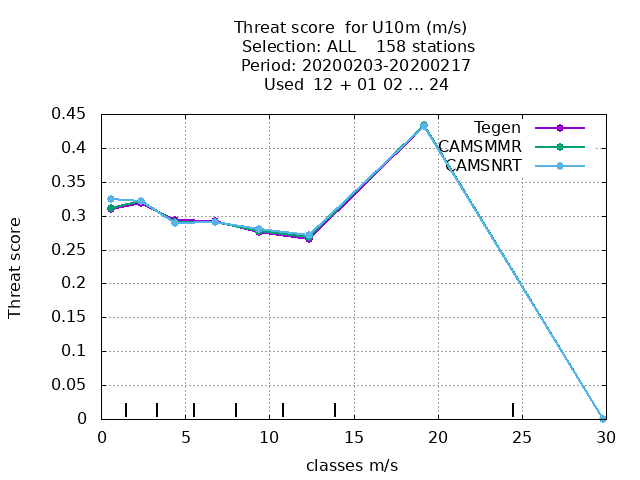 Threat score  for U10m (m/s)
Selection: ALL    158 stations
Period: 20200203-20200217
Used  12 + 01 02 ... 24
Threat score
0.45
0.4
0.35
0.3
0.25
0.2
0.15
0.1
0.05
0
Tegen
CAMSMMR
CAMSNRT
0 5 10 15 20 25 30
classes m/s